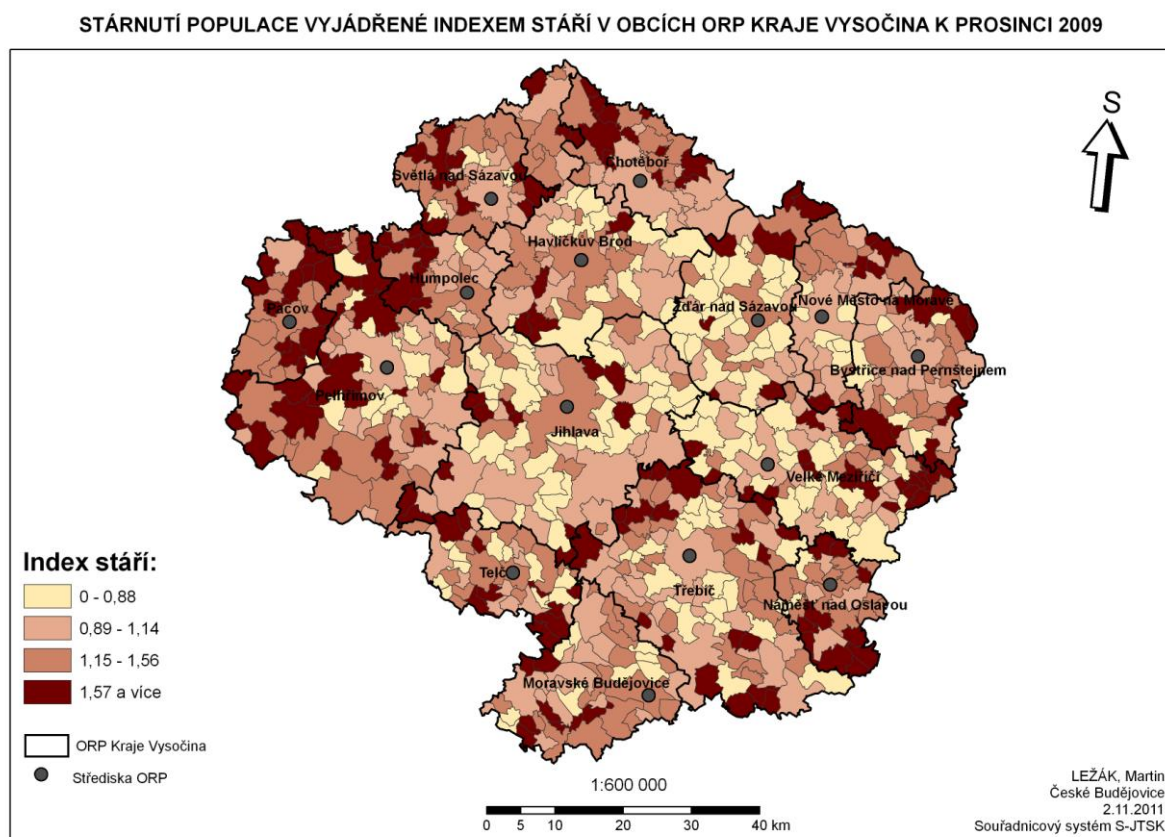 STÁRNUTÍ POPULACE VYJÁDŘENÉ INDEXEM STÁŘÍ V OBCÍCH ORP KRAJE VYSOČINA K PROSINCI 2009
S
Chotěboř
Světlá nad Sázavou
Havlíčkův Brod
Humpolec
Pacov
Žďár nad Sázavou
Nové Město na Moravě
Bystřice nad Pernštejnem
Pelhřimov
Jihlava
Velké Meziříčí
Telč
Třebíč
Náměšť nad Oslavou
Moravské Budějovice
Index stáří:
0 - 0,88
0,89 - 1,14
1,15 - 1,56
1,57 a více
ORP Kraje Vysočina
Střediska ORP
1:600 000
0 5 10 20 30 40 km
LEŽÁK, Martin
České Budějovice
2.11.2011
Souřadnicový systém S-JTSK